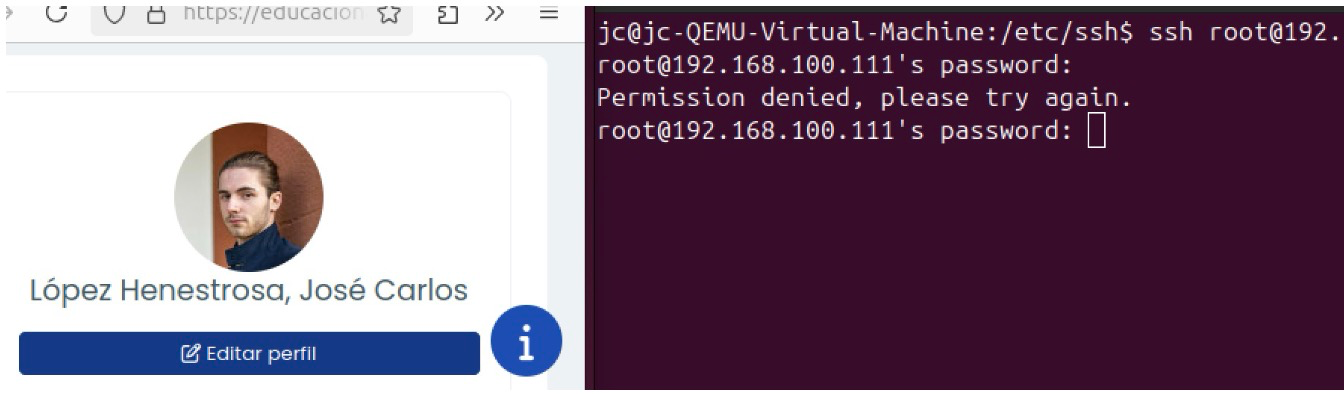 https://educacion
López Henestrosa, José Carlos
Editar perfil
i
jc@jc-QEMU-Virtual-Machine:/etc/ssh$ ssh root@192.
root@192.168.100.111's password:
Permission denied, please try again.
root@192.168.100.111's password: